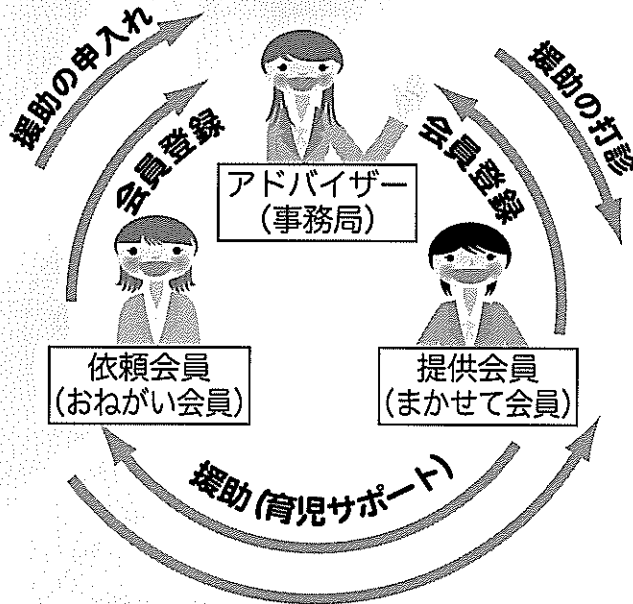 援助の申入れ
会員登録
アドバイザー
(事務局)
会員登録
援助の打診
依頼会員
(おねがい会員)
提供会員
(まかせて会員)
援助(育児サポート)